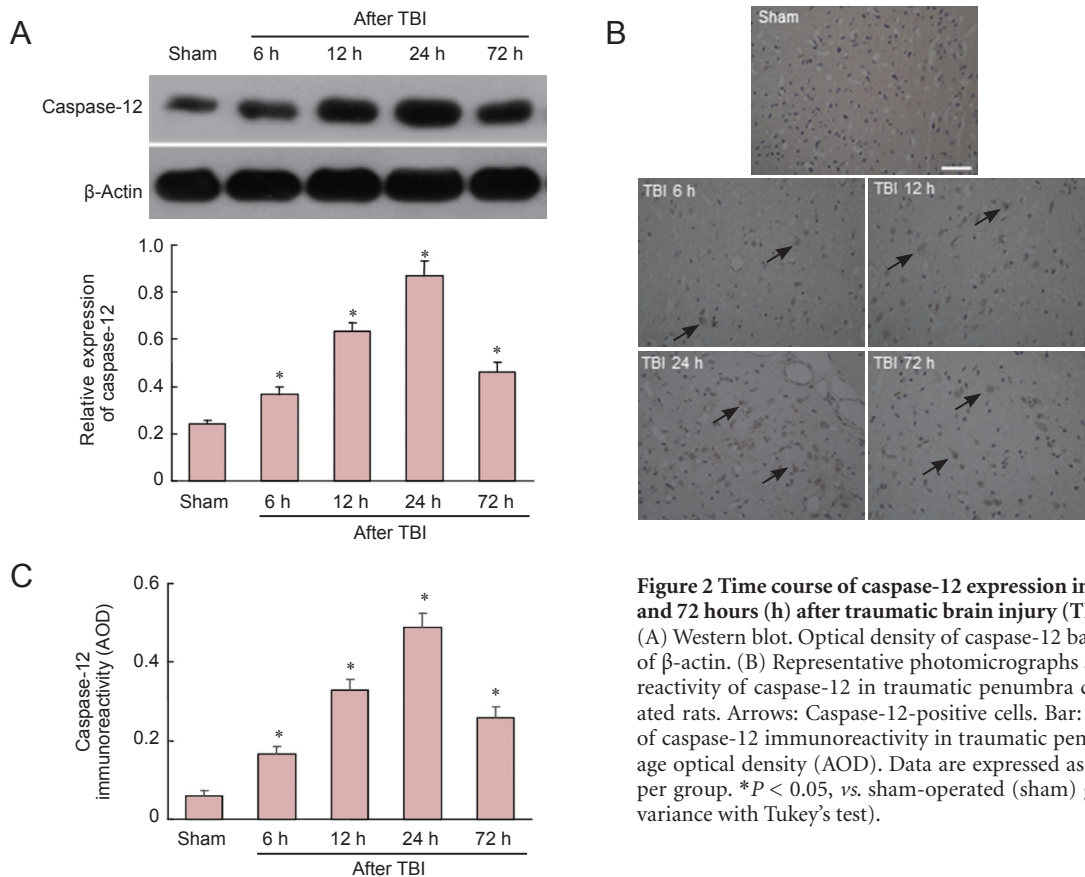 A
After TBI
Sham 6 h 12 h 24 h 72 h
Caspase-12
β-Actin
Relative expression
of caspase-12
1.0
0.8
0.6
0.4
0.2
0
* * * *
Sham 6 h 12 h 24 h 72 h
After TBI
B
Sham
TBI 6 h TBI 12 h
TBI 24 h TBI 72 h
C
Caspase-12
immunoreactivity (AOD)
0.6
0.4
0.2
0
* * * *
Sham 6 h 12 h 24 h 72 h
After TBI
Figure 2 Time course of caspase-12 expression in
and 72 hours (h) after traumatic brain injury (T
(A) Western blot. Optical density of caspase-12 ba
of β-actin. (B) Representative photomicrographs
reactivity of caspase-12 in traumatic penumbra
ated rats. Arrows: Caspase-12-positive cells. Bar:
of caspase-12 immunoreactivity in traumatic pen
age optical density (AOD). Data are expressed as
per group. *P < 0.05, vs. sham-operated (sham)
variance with Tukey's test).